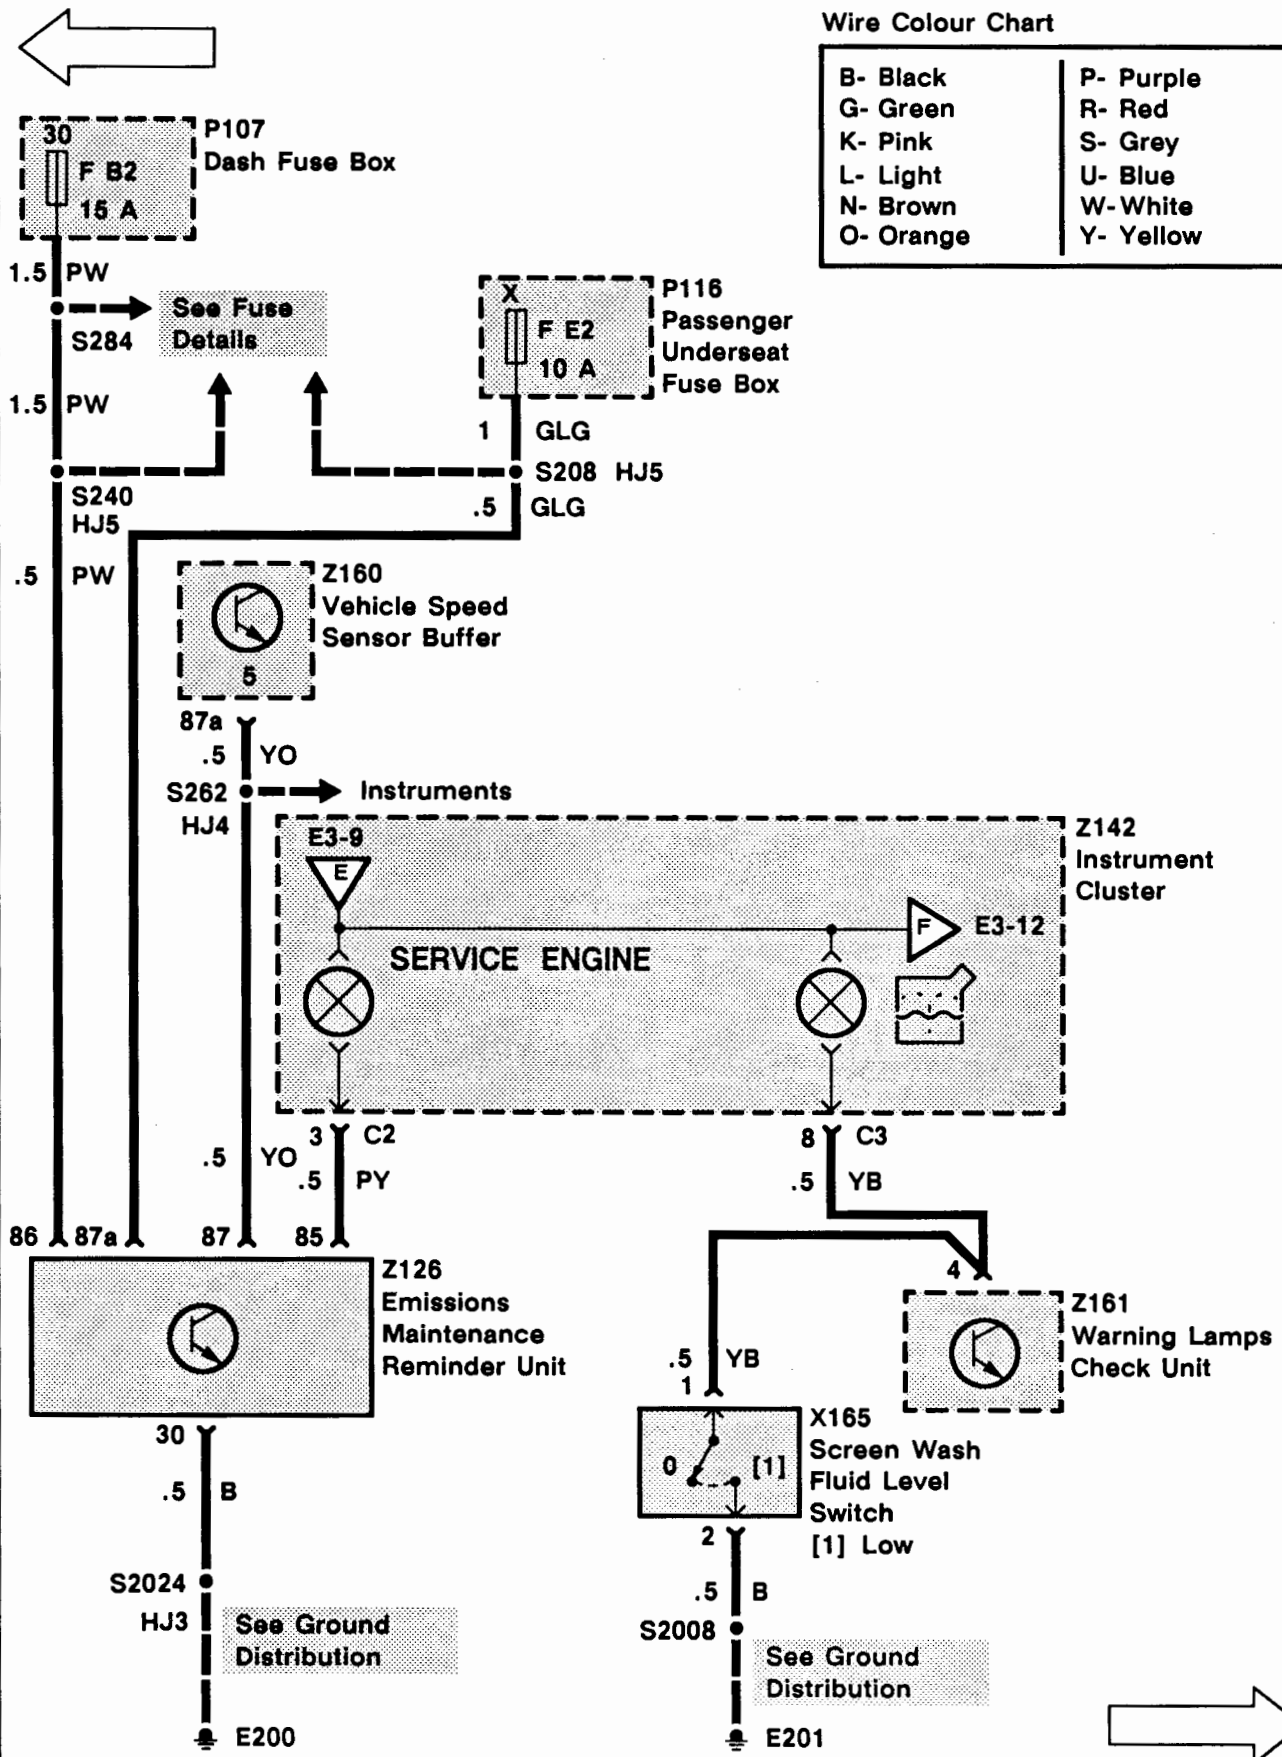 Wire Colour Chart
B- Black
G- Green
K- Pink
L- Light
N- Brown
O- Orange
P- Purple
R- Red
S- Grey
U- Blue
W- White
Y- Yellow
30
F B2
15 A
P107
Dash Fuse Box
1.5 PW
S284
See Fuse
Details
X
F E2
10 A
P116
Passenger
Underseat
Fuse Box
1.5 PW
1 GLG
S240
HJ5
S208 HJ5
.5 GLG
.5 PW
Z160
Vehicle Speed
Sensor Buffer
5
87a
.5 YO
S262
HJ4
Instruments
Z142
Instrument
Cluster
E3-9
E
F
E3-12
SERVICE ENGINE
3 C2
8 C3
.5 YO
.5 PY
.5 YB
86 87a 87 85
Z126
Emissions
Maintenance
Reminder Unit
4
Z161
Warning Lamps
Check Unit
.5 YB
1
X165
Screen Wash
Fluid Level
Switch
[1] Low
0 [1]
30
.5 B
S2024
HJ3
See Ground
Distribution
E200
2
.5 B
S2008
See Ground
Distribution
E201